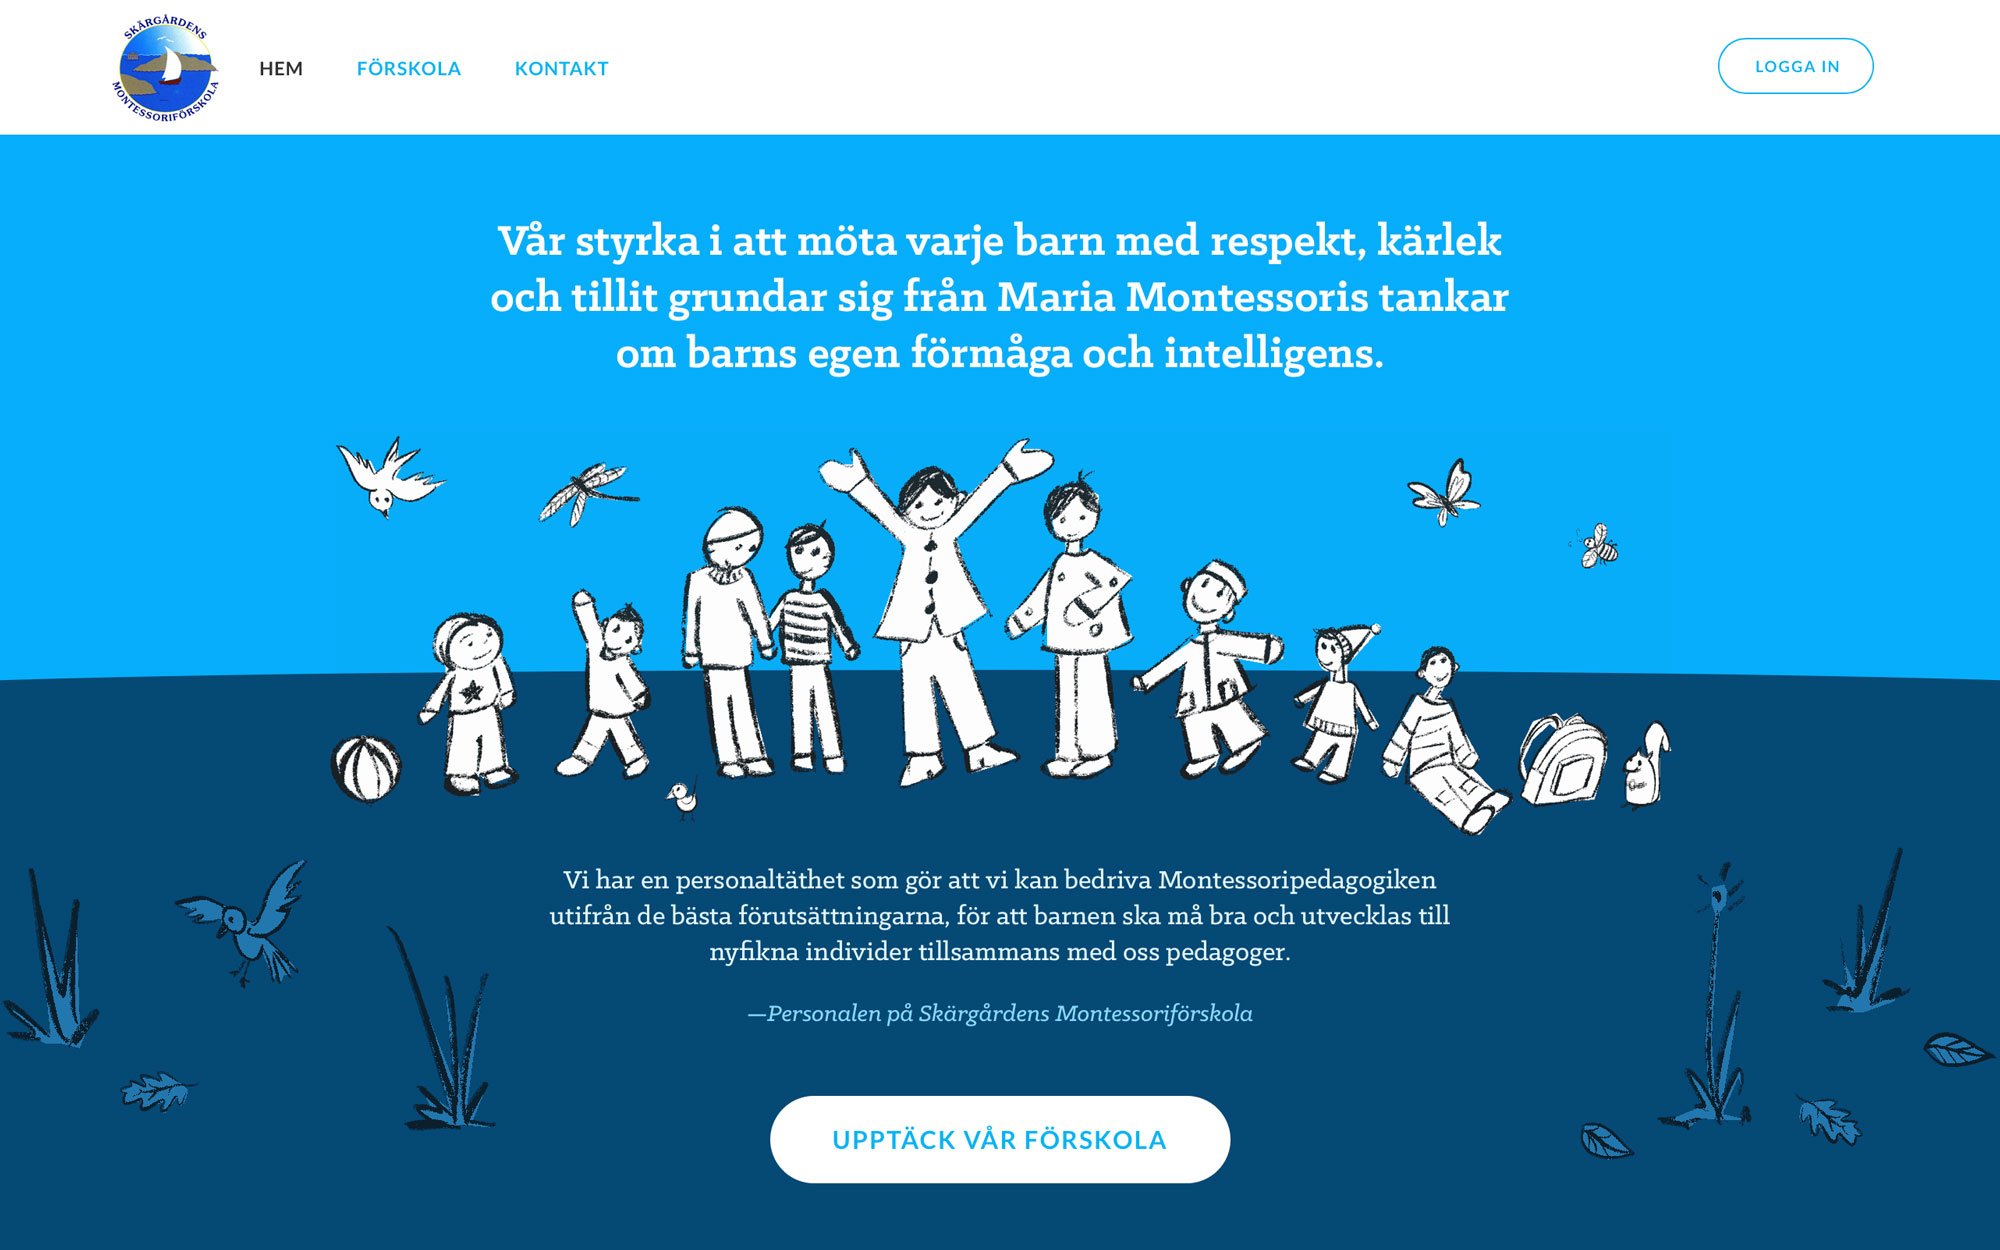 SKÄRGÅRDENS
MONTESSORIFÖRSKOLA
HEM
FÖRSKOLA
KONTAKT
LOGGA IN
Vår styrka i att möta varje barn med respekt, kärlek
och tillit grundar sig från Maria Montessoris tankar
om barns egen förmåga och intelligens.
Vi har en personaltäthet som gör att vi kan bedriva Montessoripedagogiken
utifrån de bästa förutsättningarna, för att barnen ska må bra och utvecklas till
nyfikna individer tillsammans med oss pedagoger.
—Personalen på Skärgårdens Montessoriförskola
UPPTÄCK VÅR FÖRSKOLA